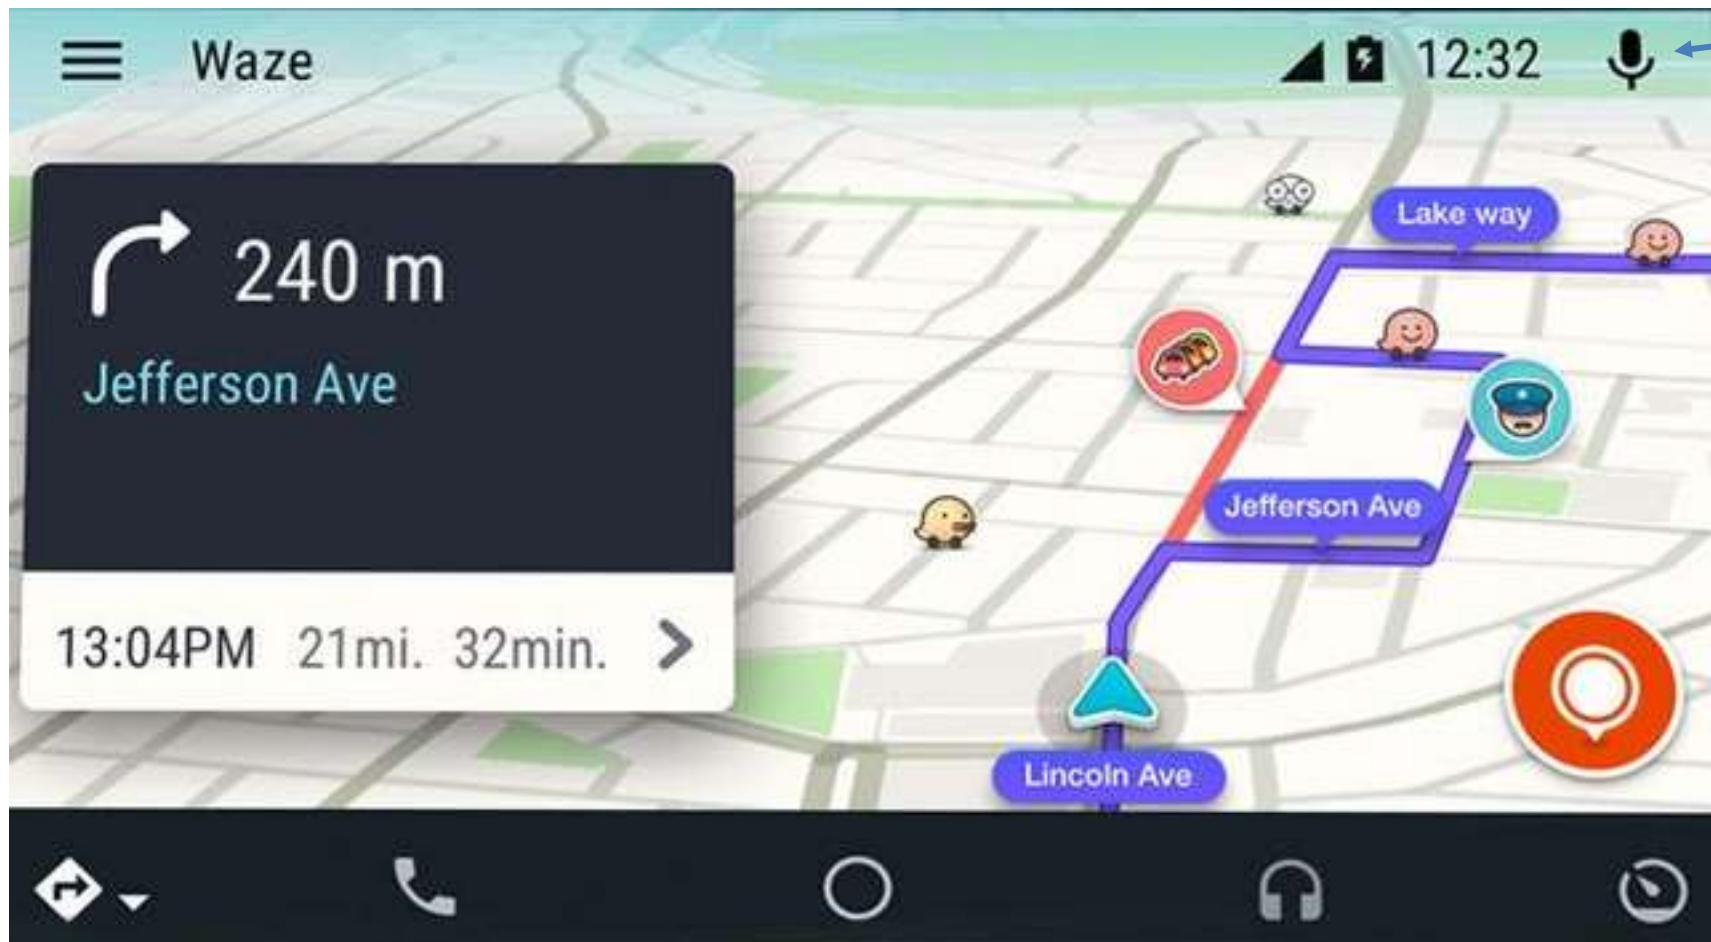 Waze
12:32
240 m
Jefferson Ave
13:04PM 21mi. 32min.
Lake way
Jefferson Ave
Lincoln Ave